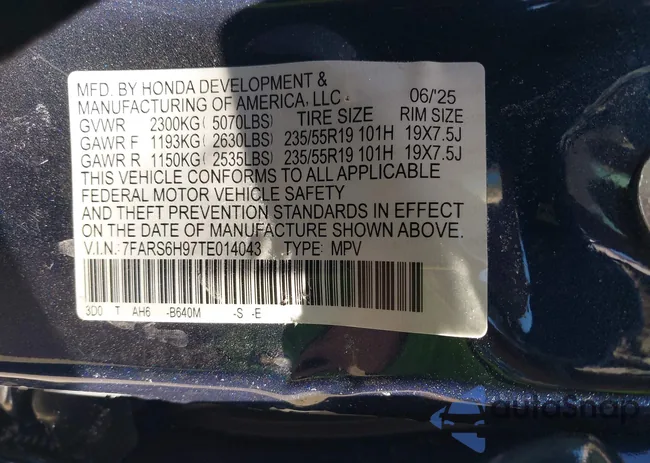 MFD. BY HONDA DEVELOPMENT &
MANUFACTURING OF AMERICA, LLC 06/'25
GVWR 2300KG ( 5070LBS) TIRE SIZE RIM SIZE
GAWR F 1193KG ( 2630LBS) 235/55R19 101H 19X7.5J
GAWR R 1150KG ( 2535LBS) 235/55R19 101H 19X7.5J
THIS VEHICLE CONFORMS TO ALL APPLICABLE
FEDERAL MOTOR VEHICLE SAFETY
AND THEFT PREVENTION STANDARDS IN EFFECT
ON THE DATE OF MANUFACTURE SHOWN ABOVE.
V.I.N.: 7FARS6H97TE014043 TYPE: MPV
3D0 T AH6 -B640M -S -E
autoSnap